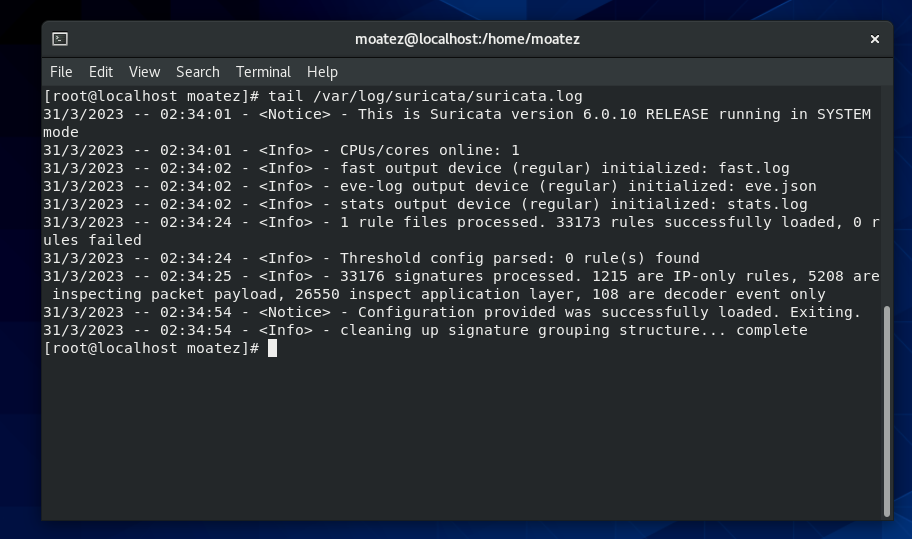 moatez@localhost:/home/moatez
File Edit View Search Terminal Help
[root@localhost moatez]# tail /var/log/suricata/suricata.log
31/3/2023 -- 02:34:01 - <Notice> - This is Suricata version 6.0.10 RELEASE running in SYSTEM
mode
31/3/2023 -- 02:34:01 - <Info> - CPUs/cores online: 1
31/3/2023 -- 02:34:02 - <Info> - fast output device (regular) initialized: fast.log
31/3/2023 -- 02:34:02 - <Info> - eve-log output device (regular) initialized: eve.json
31/3/2023 -- 02:34:02 - <Info> - stats output device (regular) initialized: stats.log
31/3/2023 -- 02:34:24 - <Info> - 1 rule files processed. 33173 rules successfully loaded, 0 r
ules failed
31/3/2023 -- 02:34:24 - <Info> - Threshold config parsed: 0 rule(s) found
31/3/2023 -- 02:34:25 - <Info> - 33176 signatures processed. 1215 are IP-only rules, 5208 are
 inspecting packet payload, 26550 inspect application layer, 108 are decoder event only
31/3/2023 -- 02:34:54 - <Notice> - Configuration provided was successfully loaded. Exiting.
31/3/2023 -- 02:34:54 - <Info> - cleaning up signature grouping structure... complete
[root@localhost moatez]#